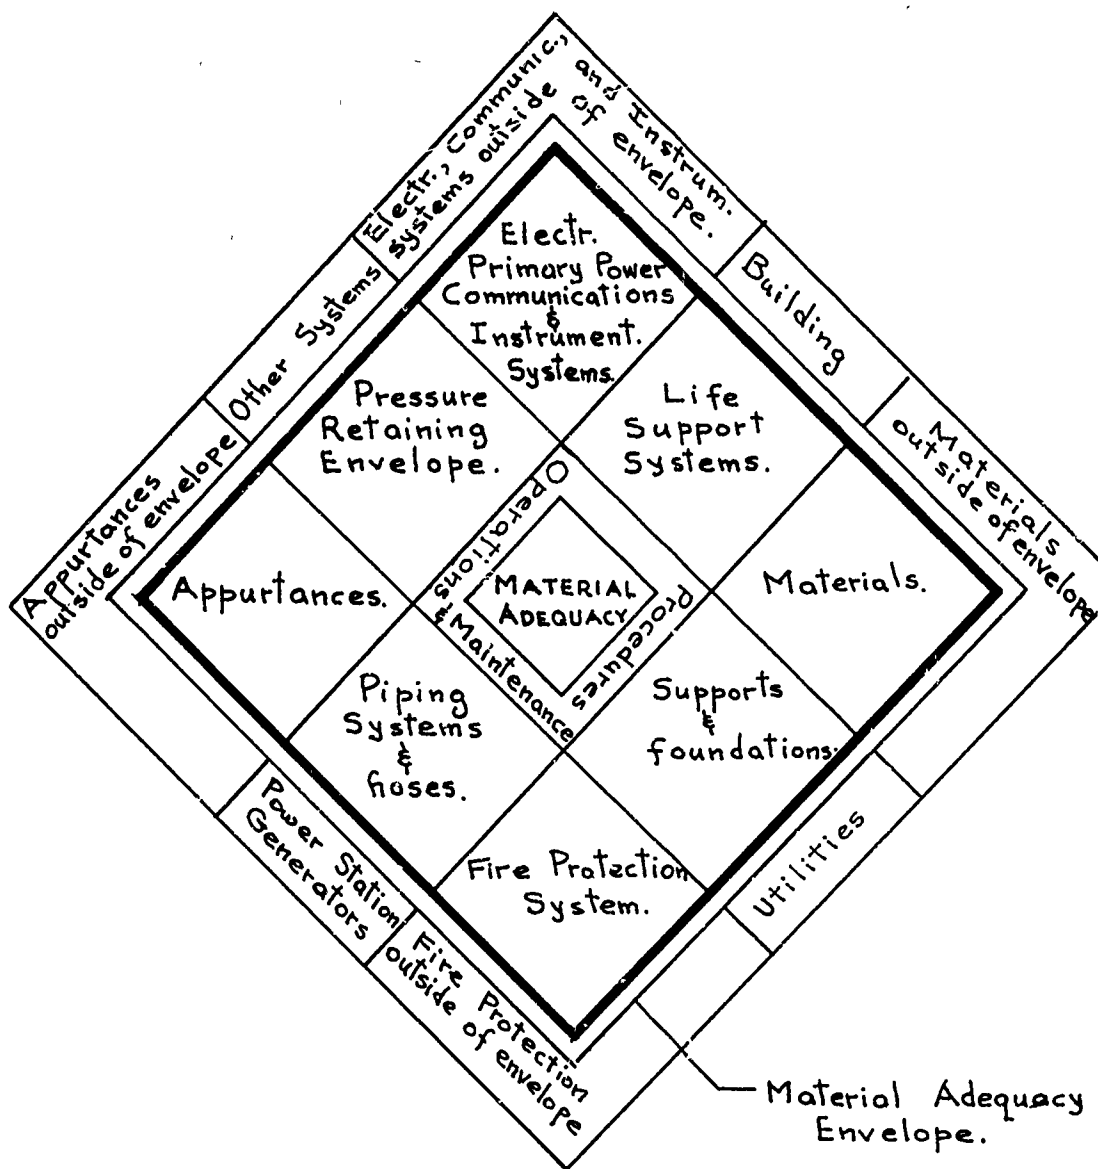 Electr., Communic.,
systems outside
and Instrum.
of envelope.
Other Systems
Building
Appurtances
outside of envelope
Materials
outside of envelope
Electr.
Primary Power
Communications
&
Instrument.
Systems.
Pressure
Retaining
Envelope.
Life
Support
Systems.
Appurtances.
Operations
& Maintenance
Procedures
MATERIAL
ADEQUACY
Materials.
Piping
Systems
&
hoses.
Supports
&
foundations.
Fire Protection
System.
Power Station
Generators
Utilities
Fire Protection
outside of envelope
Material Adequacy
Envelope.